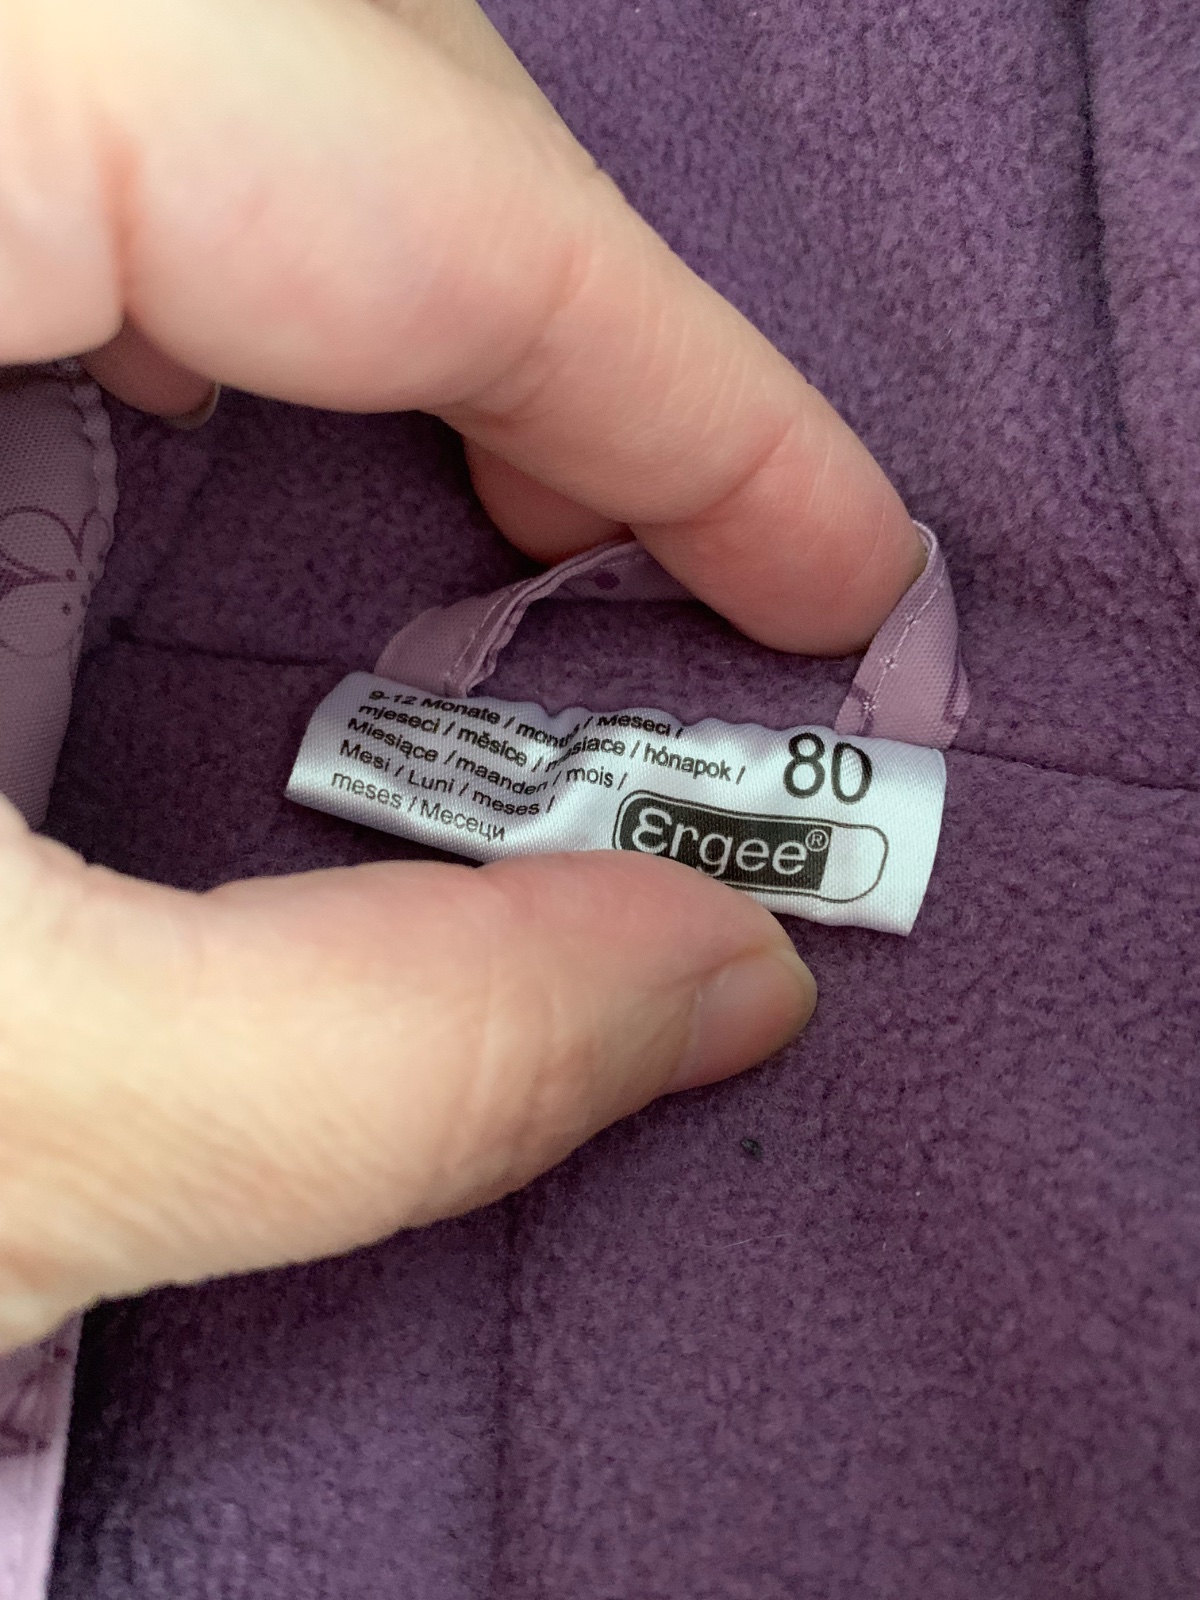 9-12 Monate / months / Meseci /
mjeseci / měsíce / mesiace / hónapok /
Miesiące / maanden / mois /
Mesi / Luni / meses /
meses / Месеци
80
Ergee®